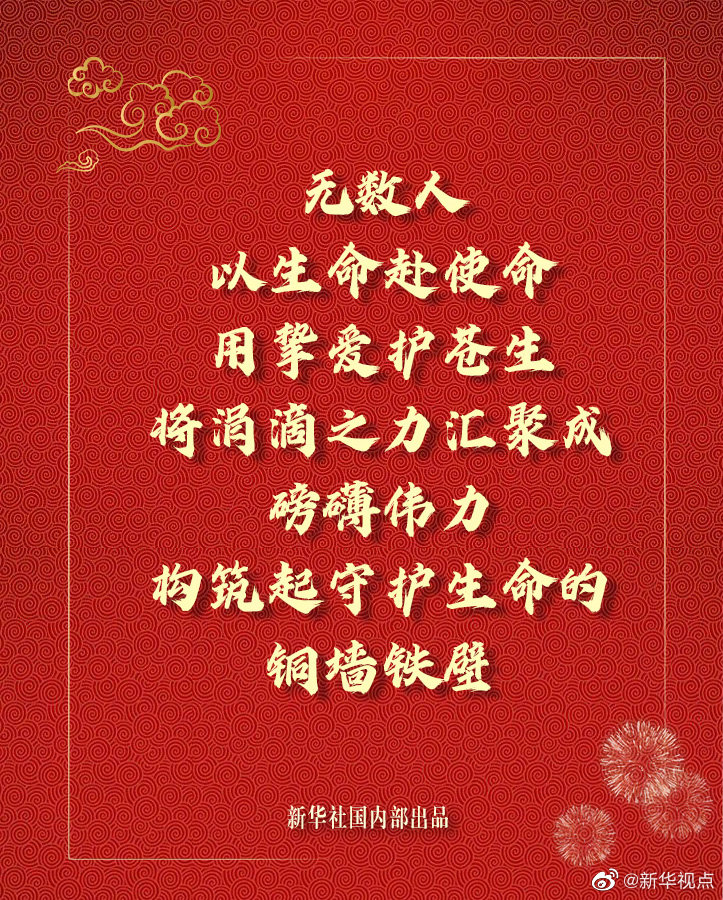 无数人
以生命赴使命
用挚爱护苍生
将涓滴之力汇聚成
磅礴伟力
构筑起守护生命的
铜墙铁壁
新华社国内部出品
@新华视点